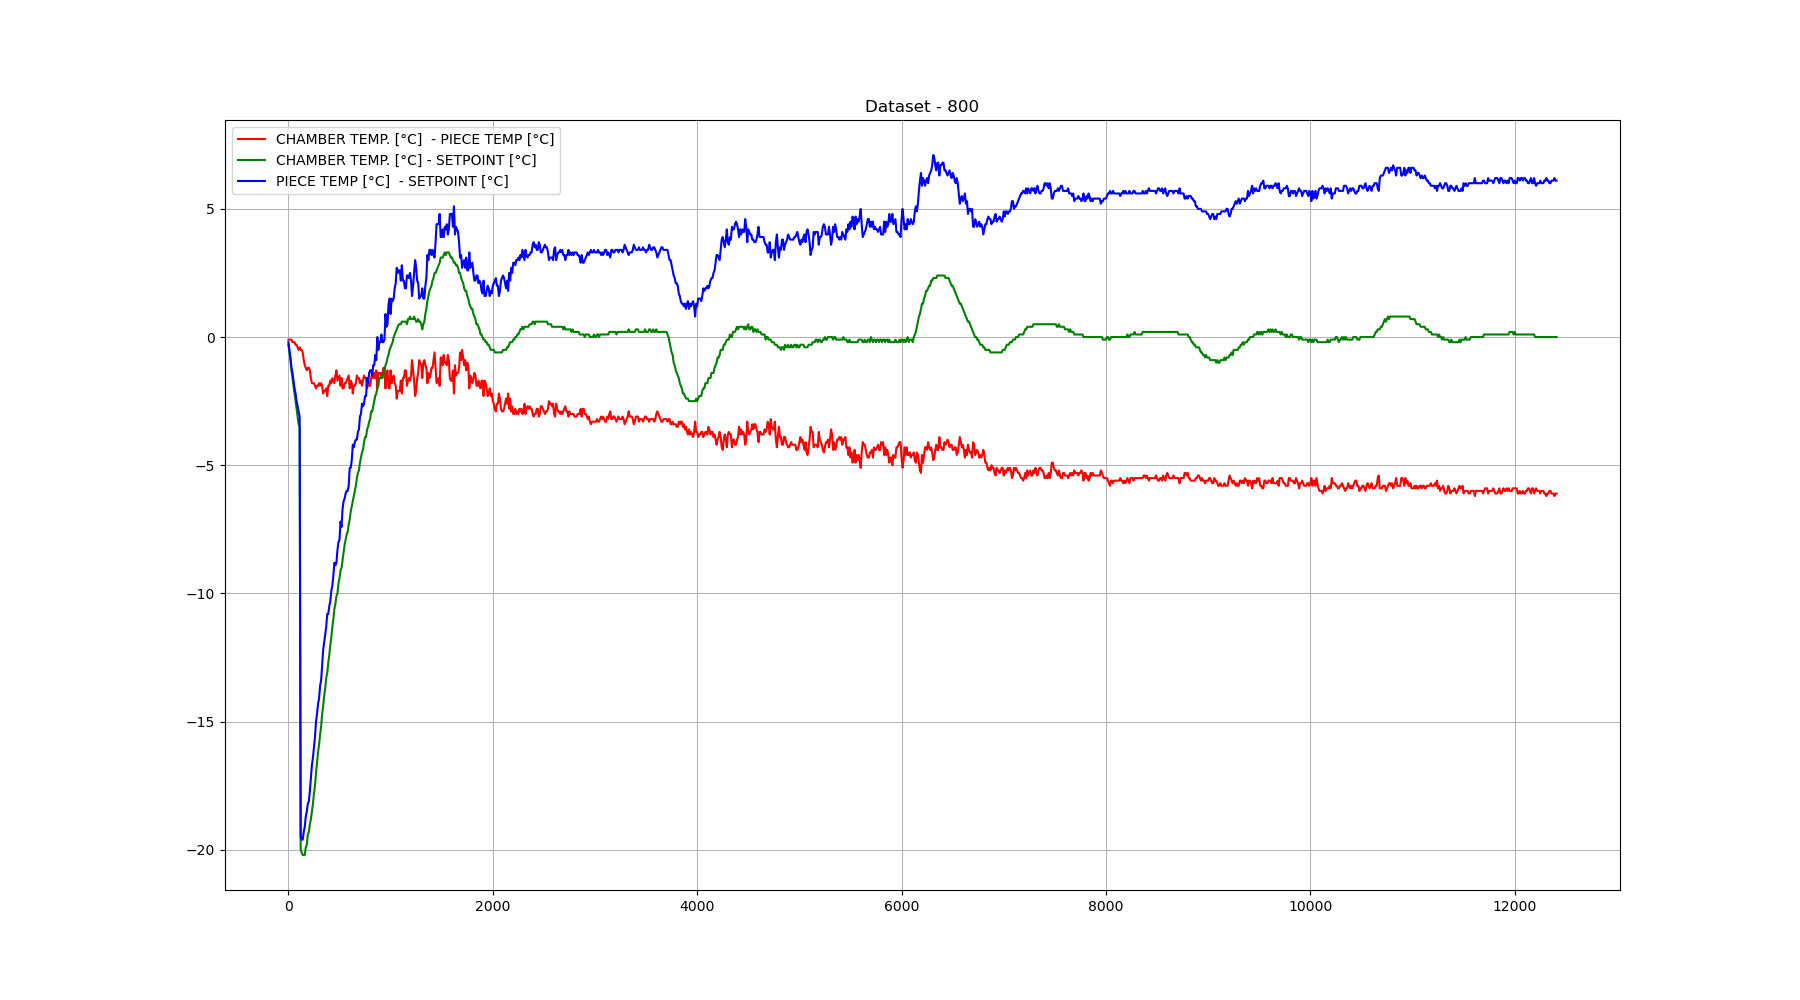 Dataset - 800
CHAMBER TEMP. [°C]  - PIECE TEMP [°C]
CHAMBER TEMP. [°C] - SETPOINT [°C]
PIECE TEMP [°C]  - SETPOINT [°C]
5
0
−5
−10
−15
−20
0 2000 4000 6000 8000 10000 12000